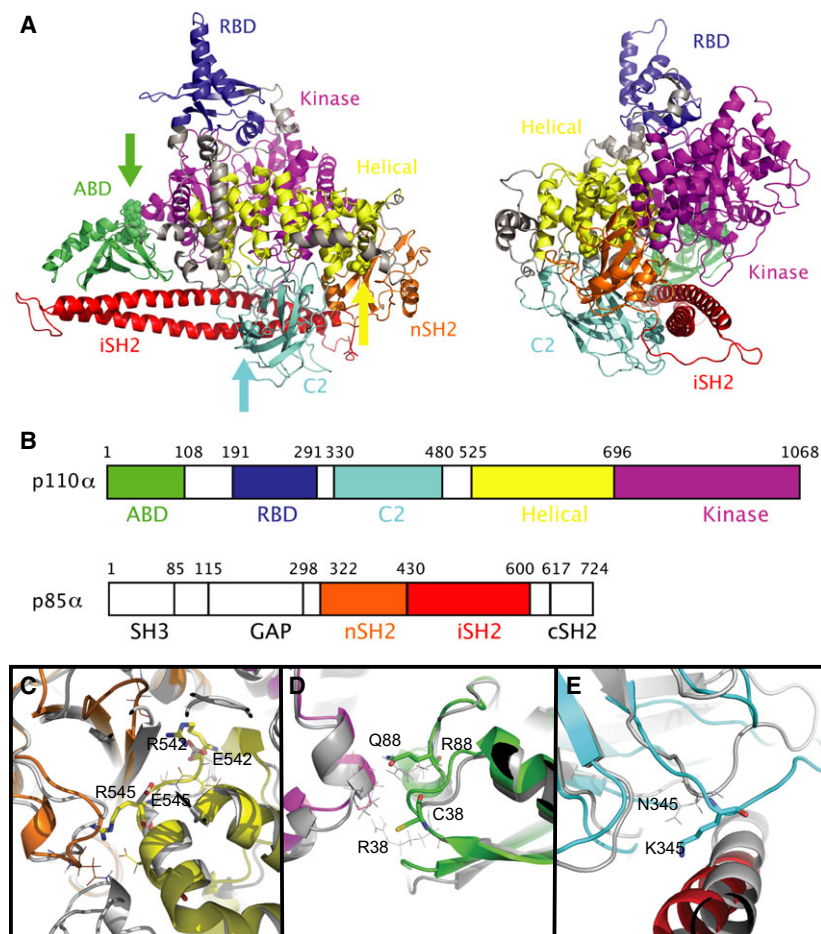 A
RBD
Kinase
Helical
ABD
nSH2
iSH2
C2
RBD
Helical
Kinase
C2
iSH2
B
1 108 191 291 330 480 525 696 1068
p110α
ABD RBD C2 Helical Kinase
1 85 115 298 322 430 600 617 724
p85α
SH3 GAP nSH2 iSH2 cSH2
C
R542
E542
R545
E545
D
Q88
R88
C38
R38
E
N345
K345